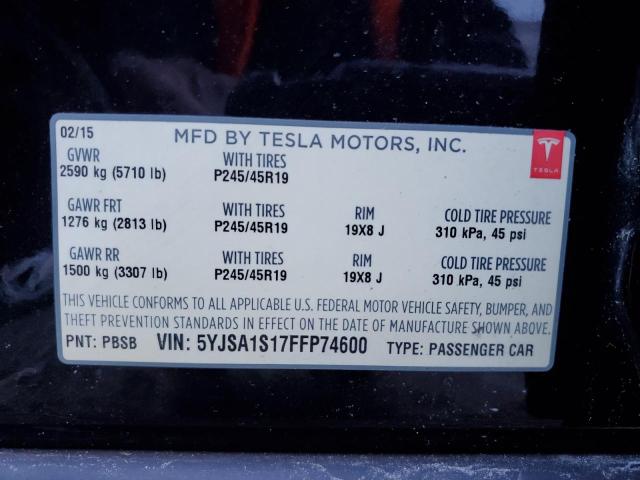 02/15 MFD BY TESLA MOTORS, INC.
TESLA
GVWR WITH TIRES
2590 kg (5710 lb) P245/45R19
GAWR FRT WITH TIRES RIM COLD TIRE PRESSURE
1276 kg (2813 lb) P245/45R19 19X8 J 310 kPa, 45 psi
GAWR RR WITH TIRES RIM COLD TIRE PRESSURE
1500 kg (3307 lb) P245/45R19 19X8 J 310 kPa, 45 psi
THIS VEHICLE CONFORMS TO ALL APPLICABLE U.S. FEDERAL MOTOR VEHICLE SAFETY, BUMPER, AND
THEFT PREVENTION STANDARDS IN EFFECT ON THE DATE OF MANUFACTURE SHOWN ABOVE.
PNT: PBSB VIN: 5YJSA1S17FFP74600 TYPE: PASSENGER CAR